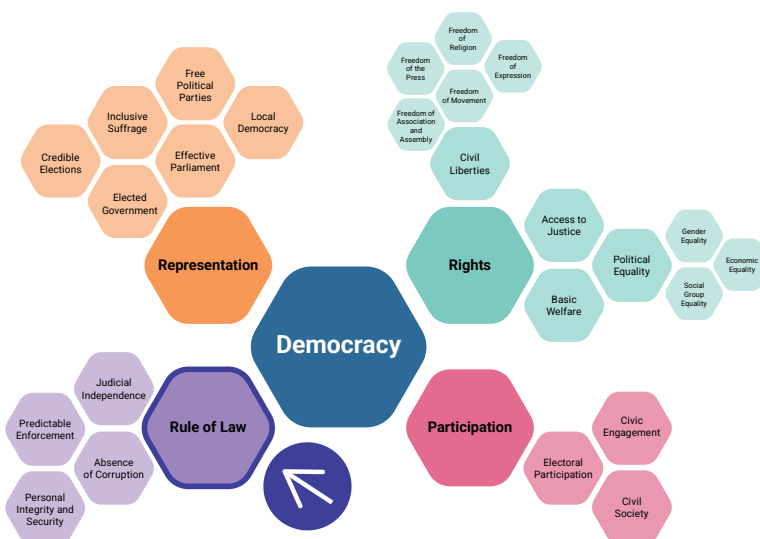 Free
Political
Parties
Inclusive
Suffrage
Local
Democracy
Credible
Elections
Effective
Parliament
Elected
Government
Representation
Freedom
of
Religion
Freedom
of the
Press
Freedom
of
Expression
Freedom
of Movement
Freedom of
Association
and
Assembly
Civil
Liberties
Rights
Access to
Justice
Political
Equality
Basic
Welfare
Gender
Equality
Economic
Equality
Social
Group
Equality
Democracy
Judicial
Independence
Predictable
Enforcement
Rule of Law
Absence
of Corruption
Personal
Integrity and
Security
Participation
Civic
Engagement
Electoral
Participation
Civil
Society